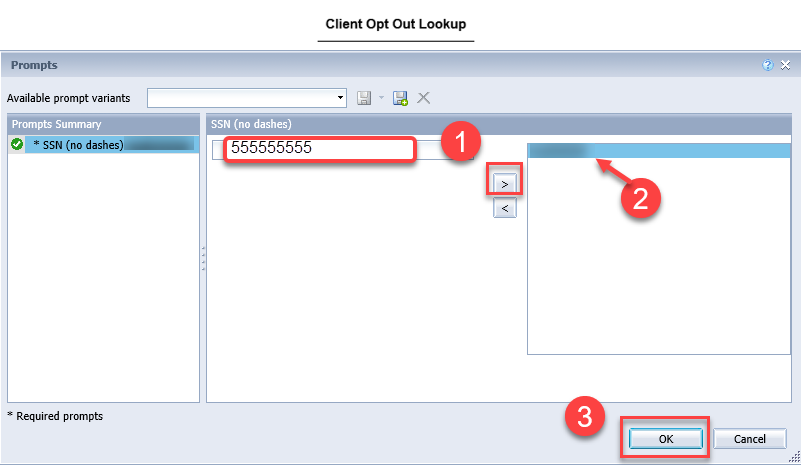 Client Opt Out Lookup
Prompts
Available prompt variants
Prompts Summary
SSN (no dashes)
* SSN (no dashes)
555555555
1
>
<
2
* Required prompts
3
OK
Cancel